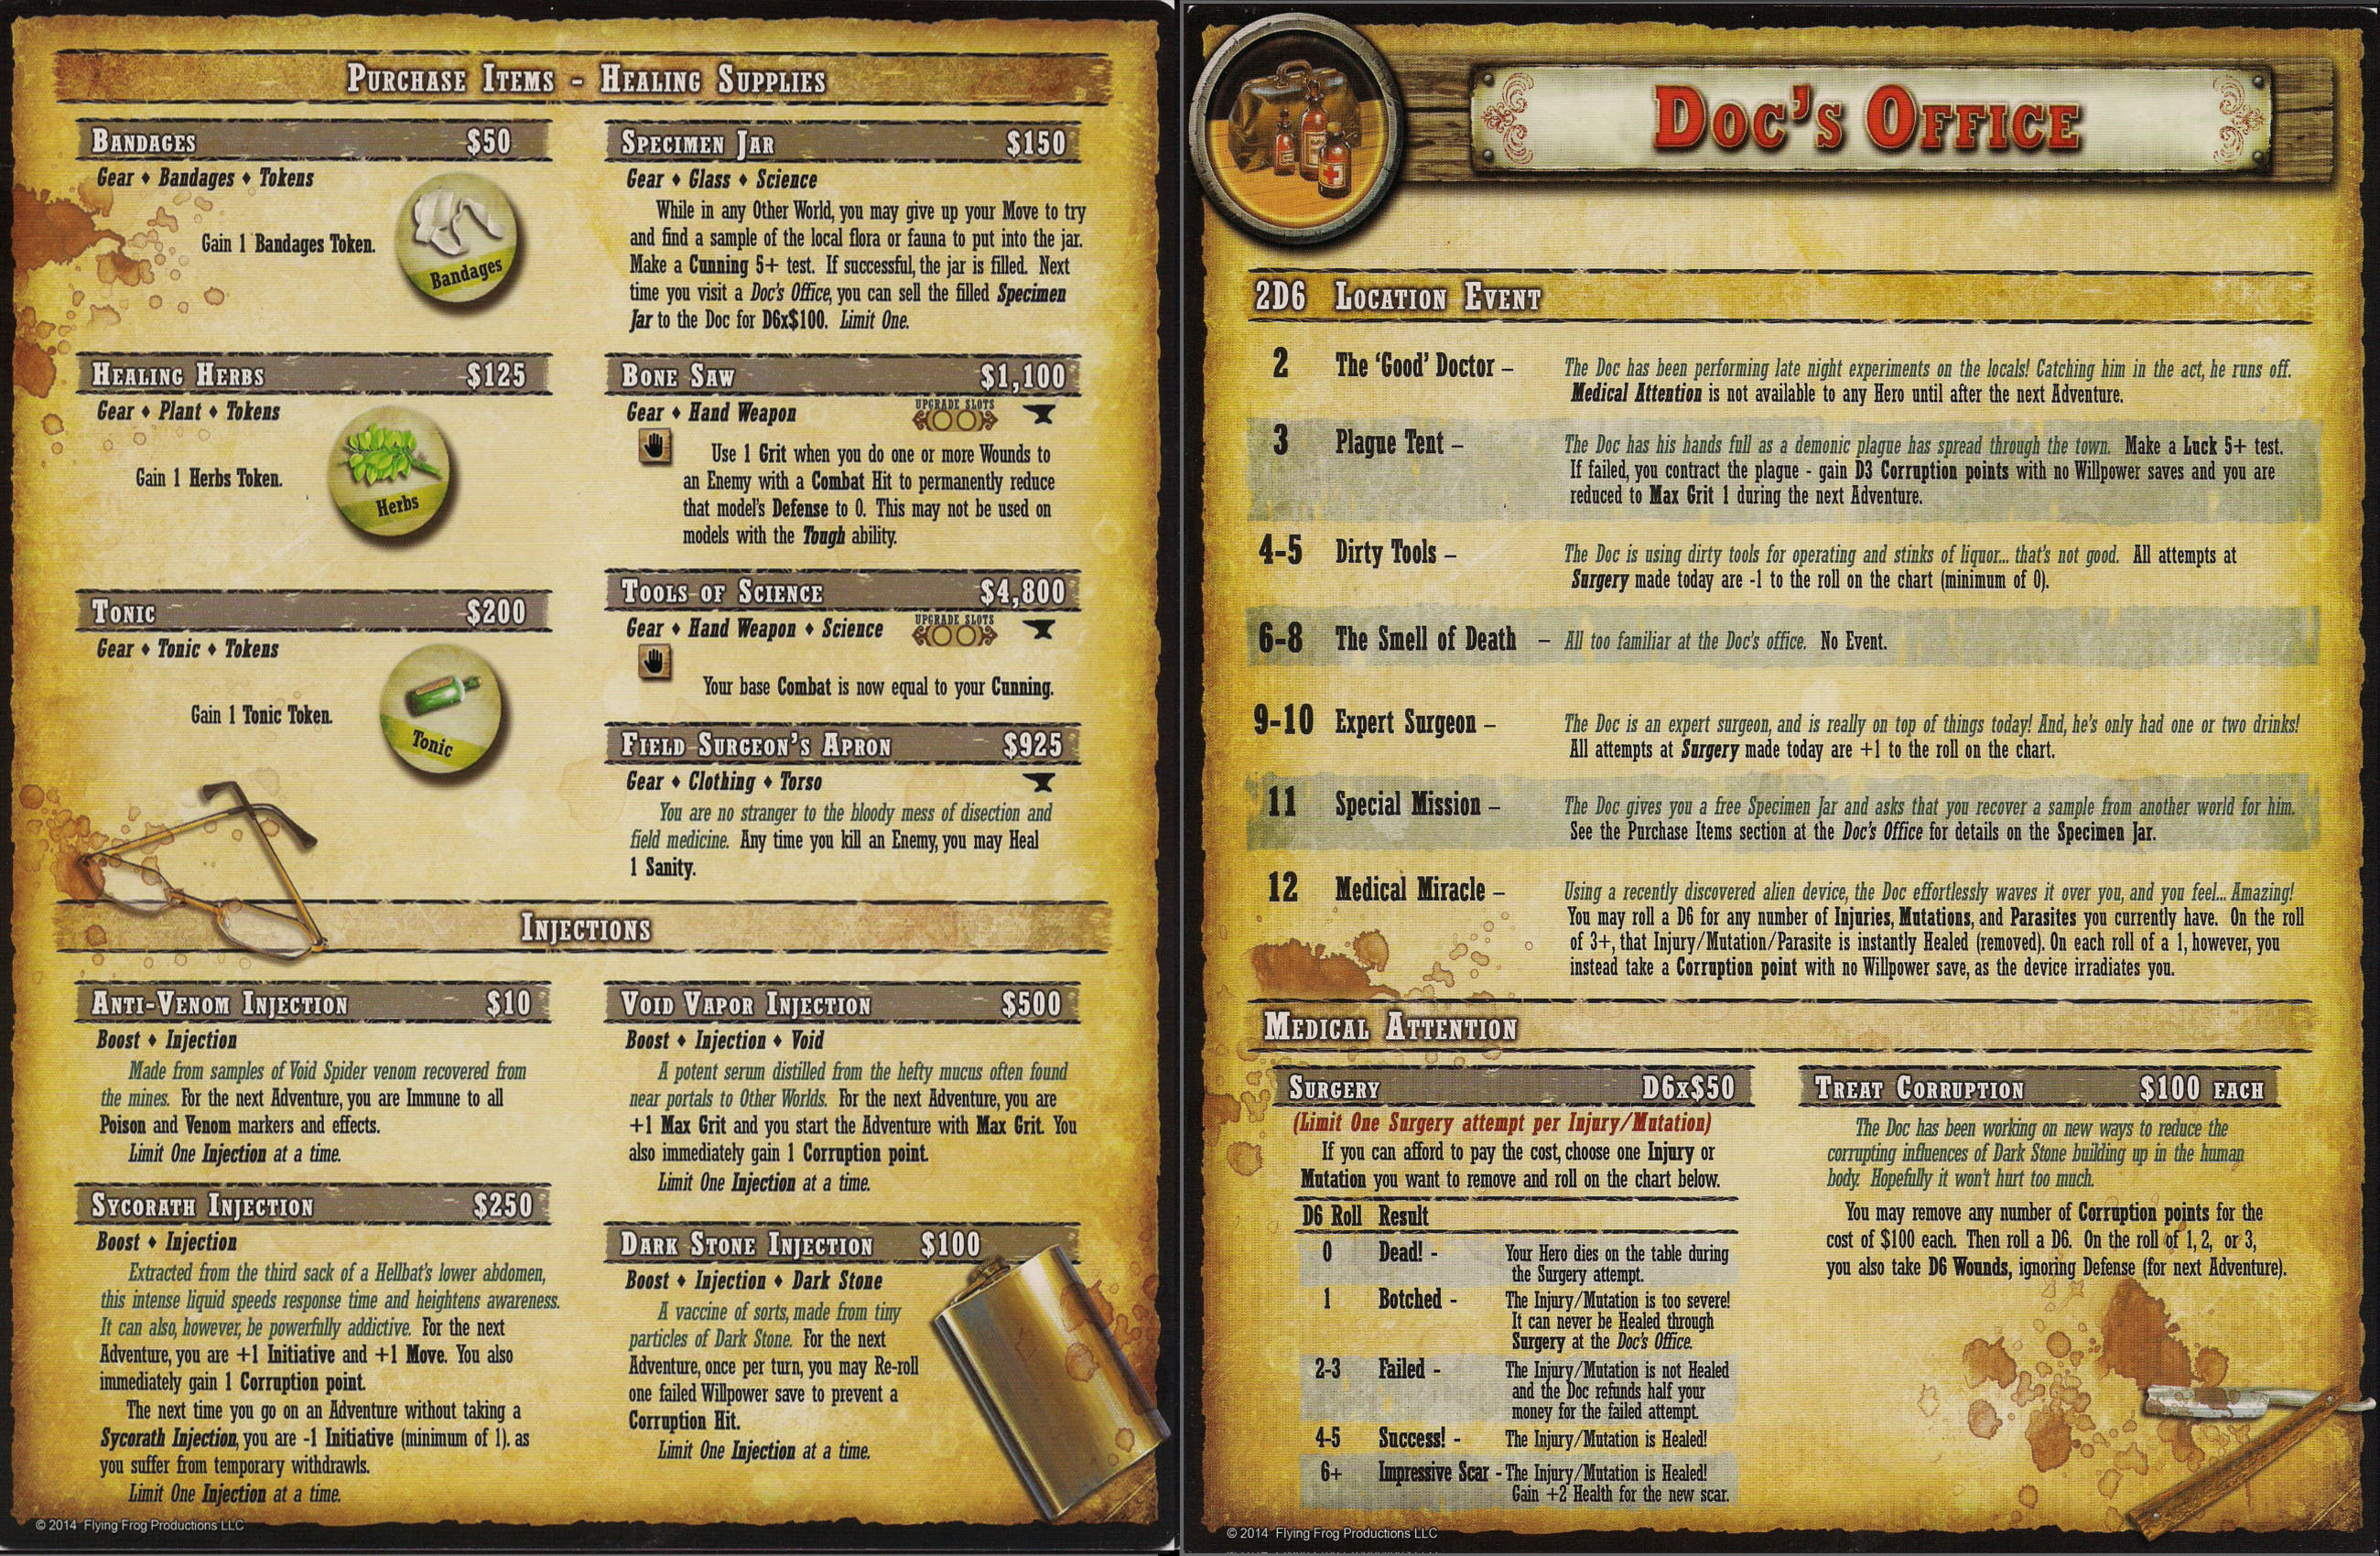 Purchase Items - Healing Supplies
Bandages $50
Gear ♦ Bandages ♦ Tokens
Gain 1 Bandages Token.
Bandages
Healing Herbs $125
Gear ♦ Plant ♦ Tokens
Gain 1 Herbs Token.
Herbs
Tonic $200
Gear ♦ Tonic ♦ Tokens
Gain 1 Tonic Token.
Tonic
Specimen Jar $150
Gear ♦ Glass ♦ Science
While in any Other World, you may give up your Move to try
and find a sample of the local flora or fauna to put into the jar.
Make a Cunning 5+ test. If successful, the jar is filled. Next
time you visit a Doc's Office, you can sell the filled Specimen
Jar to the Doc for D6x$100. Limit One.
Bone Saw $1,100
Gear ♦ Hand Weapon
UPGRADE SLOTS
Use 1 Grit when you do one or more Wounds to
an Enemy with a Combat Hit to permanently reduce
that model's Defense to 0. This may not be used on
models with the Tough ability.
Tools of Science $4,800
Gear ♦ Hand Weapon ♦ Science
UPGRADE SLOTS
Your base Combat is now equal to your Cunning.
Field Surgeon's Apron $925
Gear ♦ Clothing ♦ Torso
You are no stranger to the bloody mess of disection and
field medicine. Any time you kill an Enemy, you may Heal
1 Sanity.
Injections
Anti-Venom Injection $10
Boost ♦ Injection
Made from samples of Void Spider venom recovered from
the mines. For the next Adventure, you are Immune to all
Poison and Venom markers and effects.
Limit One Injection at a time.
Sycorath Injection $250
Boost ♦ Injection
Extracted from the third sack of a Hellbat's lower abdomen,
this intense liquid speeds response time and heightens awareness.
It can also, however, be powerfully addictive. For the next
Adventure, you are +1 Initiative and +1 Move. You also
immediately gain 1 Corruption point.
The next time you go on an Adventure without taking a
Sycorath Injection, you are -1 Initiative (minimum of 1). as
you suffer from temporary withdrawls.
Limit One Injection at a time.
Void Vapor Injection $500
Boost ♦ Injection ♦ Void
A potent serum distilled from the hefty mucus often found
near portals to Other Worlds. For the next Adventure, you are
+1 Max Grit and you start the Adventure with Max Grit. You
also immediately gain 1 Corruption point.
Limit One Injection at a time.
Dark Stone Injection $100
Boost ♦ Injection ♦ Dark Stone
A vaccine of sorts, made from tiny
particles of Dark Stone. For the next
Adventure, once per turn, you may Re-roll
one failed Willpower save to prevent a
Corruption Hit.
Limit One Injection at a time.
© 2014 Flying Frog Productions LLC
Doc's Office
2D6 Location Event
2 The 'Good' Doctor – The Doc has been performing late night experiments on the locals! Catching him in the act, he runs off.
Medical Attention is not available to any Hero until after the next Adventure.
3 Plague Tent – The Doc has his hands full as a demonic plague has spread through the town. Make a Luck 5+ test.
If failed, you contract the plague - gain D3 Corruption points with no Willpower saves and you are
reduced to Max Grit 1 during the next Adventure.
4-5 Dirty Tools – The Doc is using dirty tools for operating and stinks of liquor... that's not good. All attempts at
Surgery made today are -1 to the roll on the chart (minimum of 0).
6-8 The Smell of Death – All too familiar at the Doc's office. No Event.
9-10 Expert Surgeon – The Doc is an expert surgeon, and is really on top of things today! And, he's only had one or two drinks!
All attempts at Surgery made today are +1 to the roll on the chart.
11 Special Mission – The Doc gives you a free Specimen Jar and asks that you recover a sample from another world for him.
See the Purchase Items section at the Doc's Office for details on the Specimen Jar.
12 Medical Miracle – Using a recently discovered alien device, the Doc effortlessly waves it over you, and you feel... Amazing!
You may roll a D6 for any number of Injuries, Mutations, and Parasites you currently have. On the roll
of 3+, that Injury/Mutation/Parasite is instantly Healed (removed). On each roll of a 1, however, you
instead take a Corruption point with no Willpower save, as the device irradiates you.
Medical Attention
Surgery D6x$50
(Limit One Surgery attempt per Injury/Mutation)
If you can afford to pay the cost, choose one Injury or
Mutation you want to remove and roll on the chart below.
D6 Roll Result
0 Dead! - Your Hero dies on the table during
the Surgery attempt.
1 Botched - The Injury/Mutation is too severe!
It can never be Healed through
Surgery at the Doc's Office.
2-3 Failed - The Injury/Mutation is not Healed
and the Doc refunds half your
money for the failed attempt.
4-5 Success! - The Injury/Mutation is Healed!
6+ Impressive Scar - The Injury/Mutation is Healed!
Gain +2 Health for the new scar.
Treat Corruption $100 each
The Doc has been working on new ways to reduce the
corrupting influences of Dark Stone building up in the human
body. Hopefully it won't hurt too much.
You may remove any number of Corruption points for the
cost of $100 each. Then roll a D6. On the roll of 1, 2, or 3,
you also take D6 Wounds, ignoring Defense (for next Adventure).
© 2014 Flying Frog Productions LLC